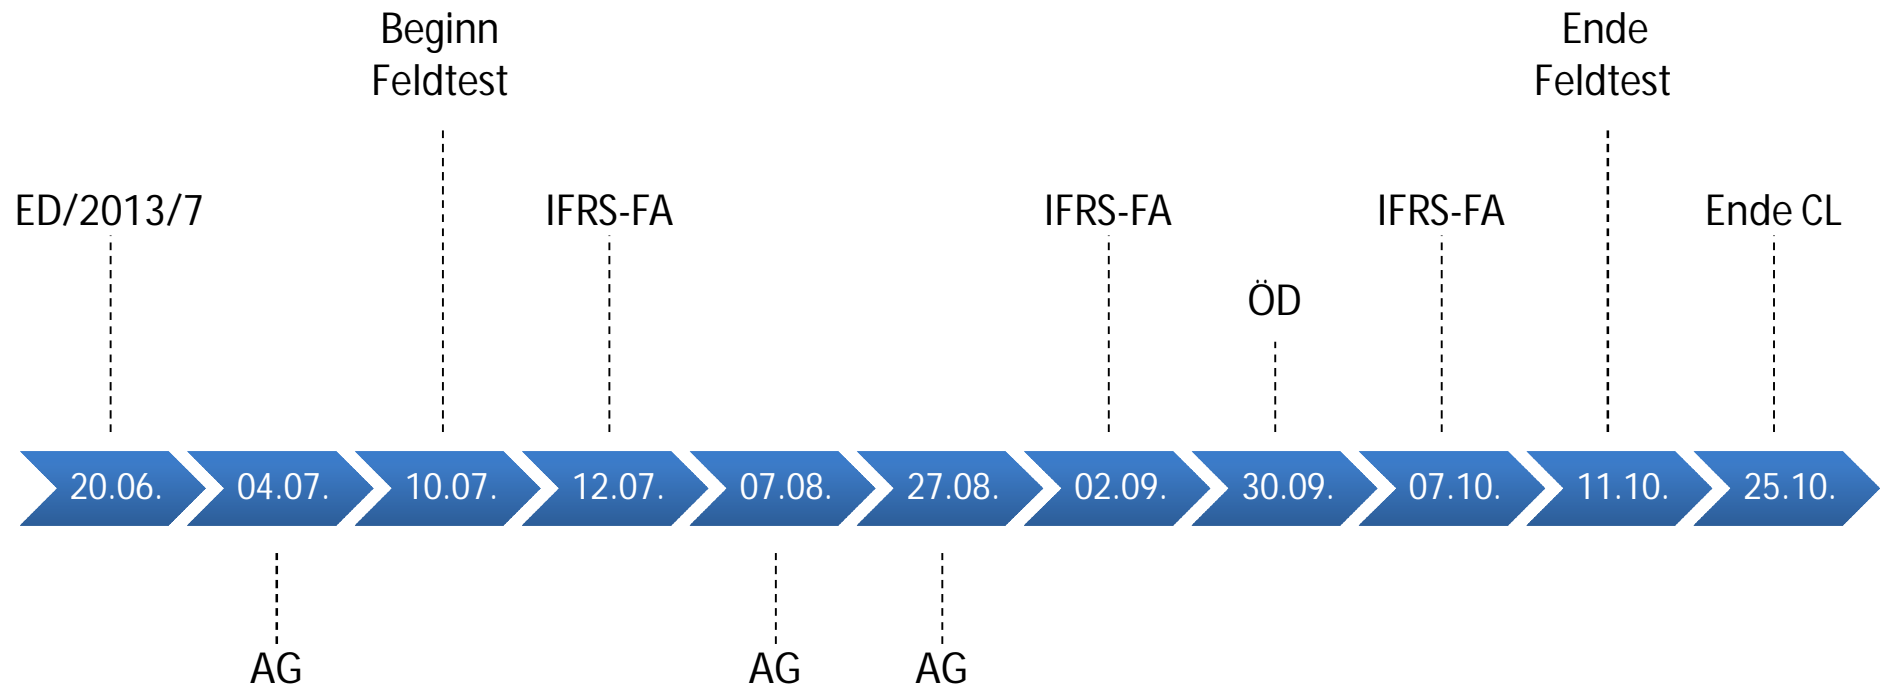 Beginn
Feldtest
Ende
Feldtest
ED/2013/7
IFRS-FA
IFRS-FA
IFRS-FA
Ende CL
ÖD
20.06.
04.07.
10.07.
12.07.
07.08.
27.08.
02.09.
30.09.
07.10.
11.10.
25.10.
AG
AG
AG